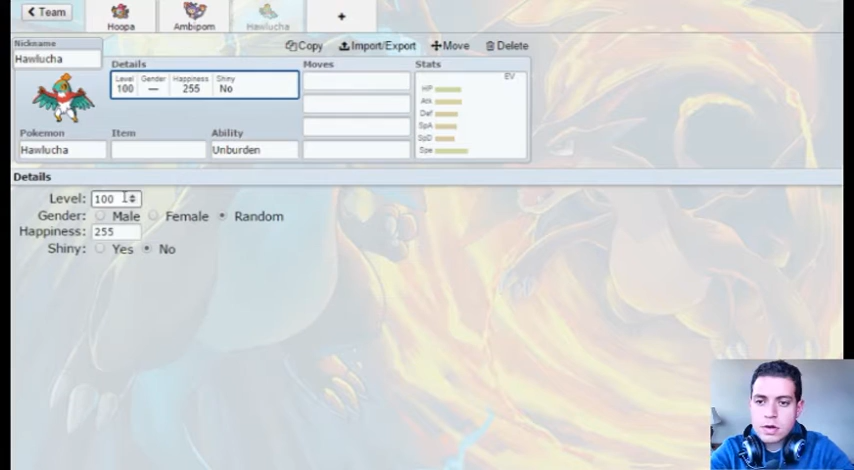 < Team
Hoopa
Ambipom
Hawlucha
+
Nickname
Hawlucha
Copy Import/Export Move Delete
Details
Moves
Stats
Level Gender Happiness Shiny
100 — 255 No
EV
HP
Atk
Def
SpA
SpD
Spe
Pokemon
Item
Ability
Hawlucha
Unburden
Details
Level: 100
Gender: Male Female Random
Happiness: 255
Shiny: Yes No